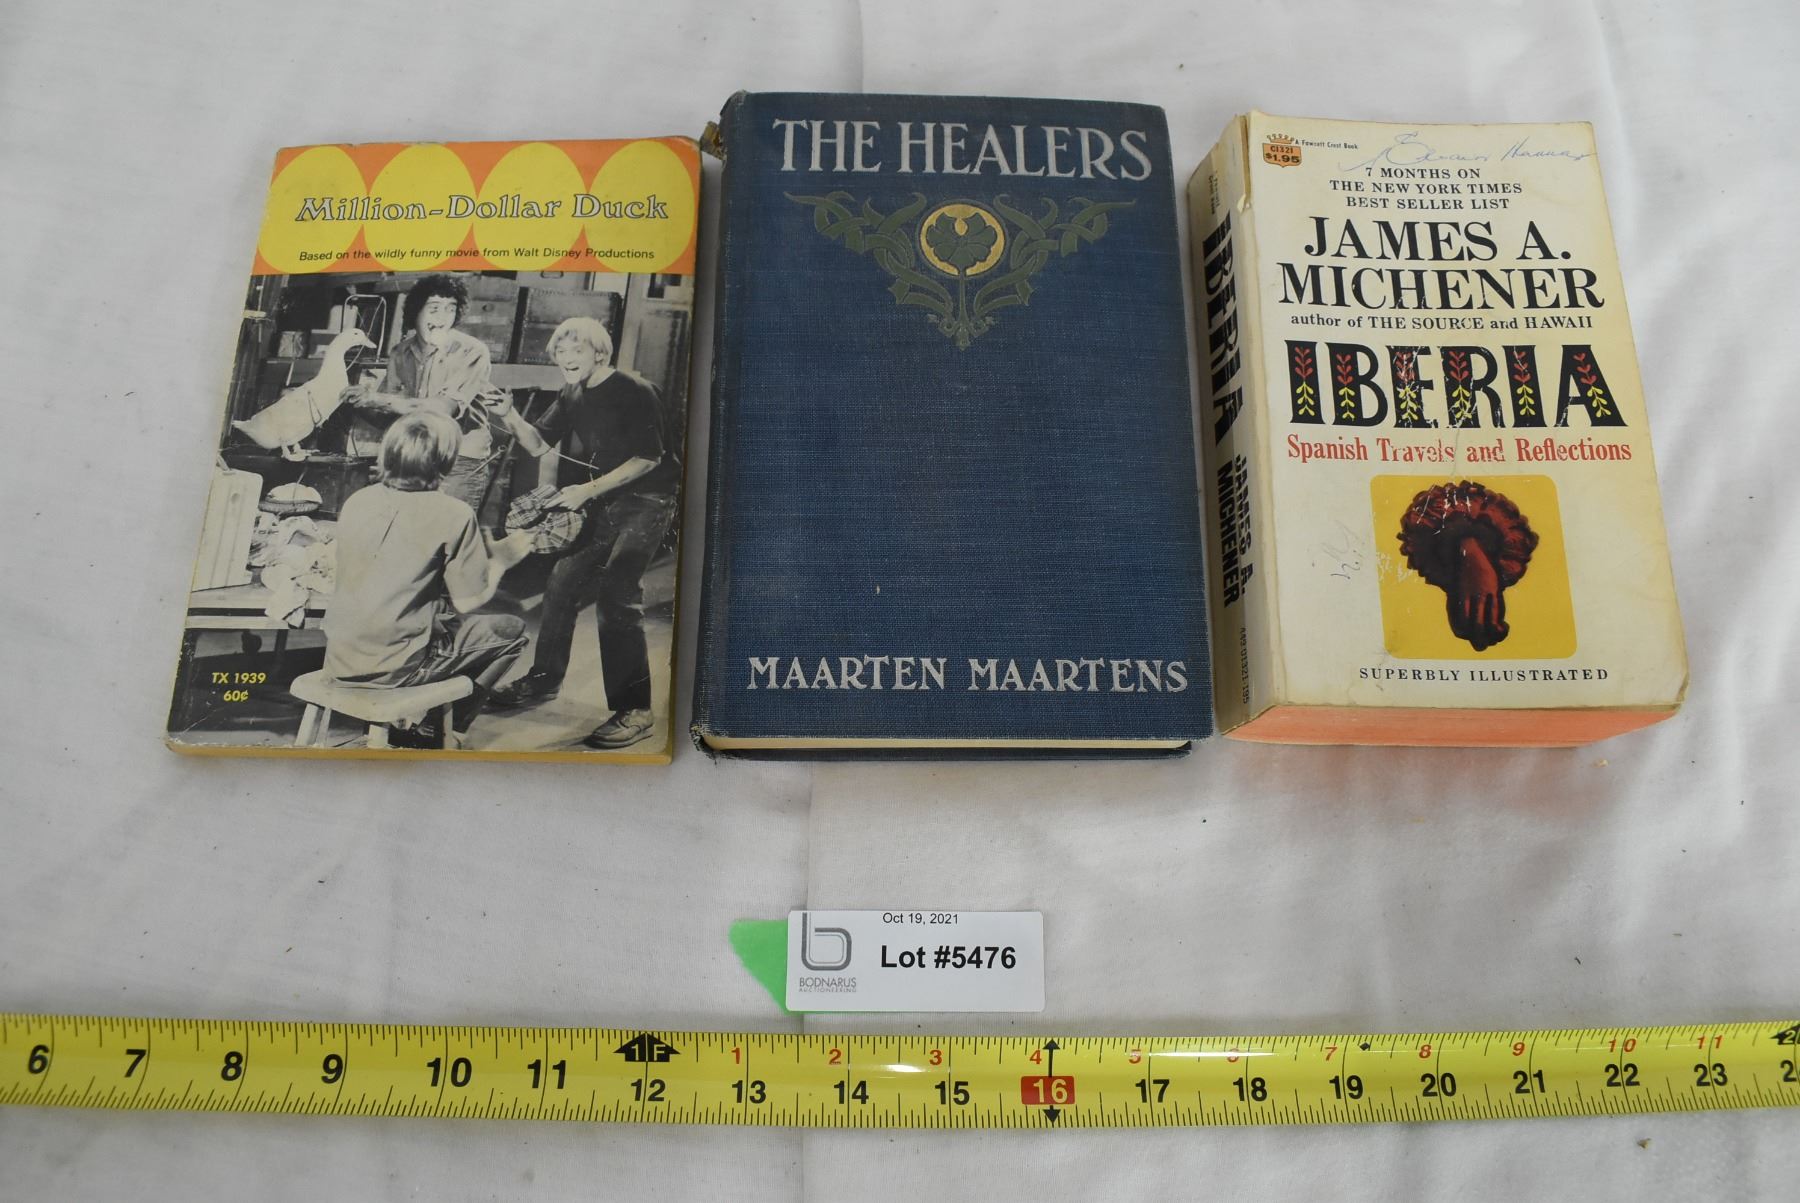 Million-Dollar Duck
Based on the wildly funny movie from Walt Disney Productions
TX 1939
60¢
THE HEALERS
MAARTEN MAARTENS
C1321
$1.95
A Fawcett Crest Book
7 MONTHS ON
THE NEW YORK TIMES
BEST SELLER LIST
JAMES A.
MICHENER
author of THE SOURCE and HAWAII
IBERIA
Spanish Travels and Reflections
SUPERBLY ILLUSTRATED
IBERIA
JAMES A.
MICHENER
Oct 19, 2021
Lot #5476
BODNARUS
AUCTIONEERING
1F 1 2 3 4 5 6 7 8 9 10 11
6 7 8 9 10 11 12 13 14 15 16 17 18 19 20 21 22 23